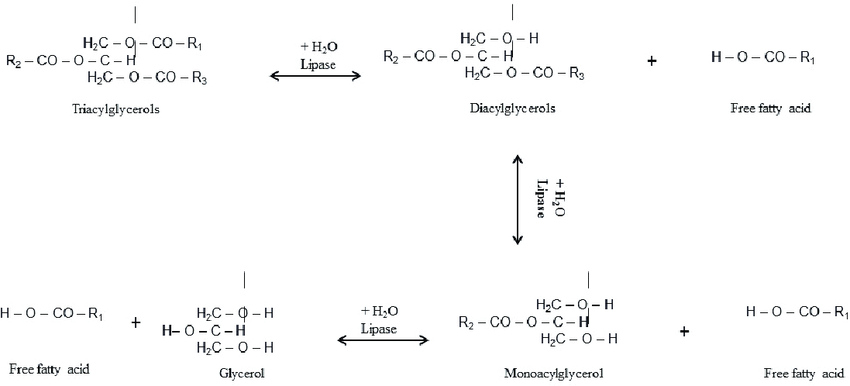 H₂C – O – CO – R₁
R₂ – CO – O – C – H
H₂C – O – CO – R₃
Triacylglycerols
+ H₂O
Lipase
H₂C – O – H
R₂ – CO – O – C – H
H₂C – O – CO – R₃
Diacylglycerols
+
H – O – CO – R₁
Free fatty acid
+ H₂O
Lipase
H – O – CO – R₁
Free fatty acid
+
H₂C – O – H
H – O – C – H
H₂C – O – H
Glycerol
+ H₂O
Lipase
H₂C – O – H
R₂ – CO – O – C – H
H₂C – O – H
Monoacylglycerol
+
H – O – CO – R₁
Free fatty acid